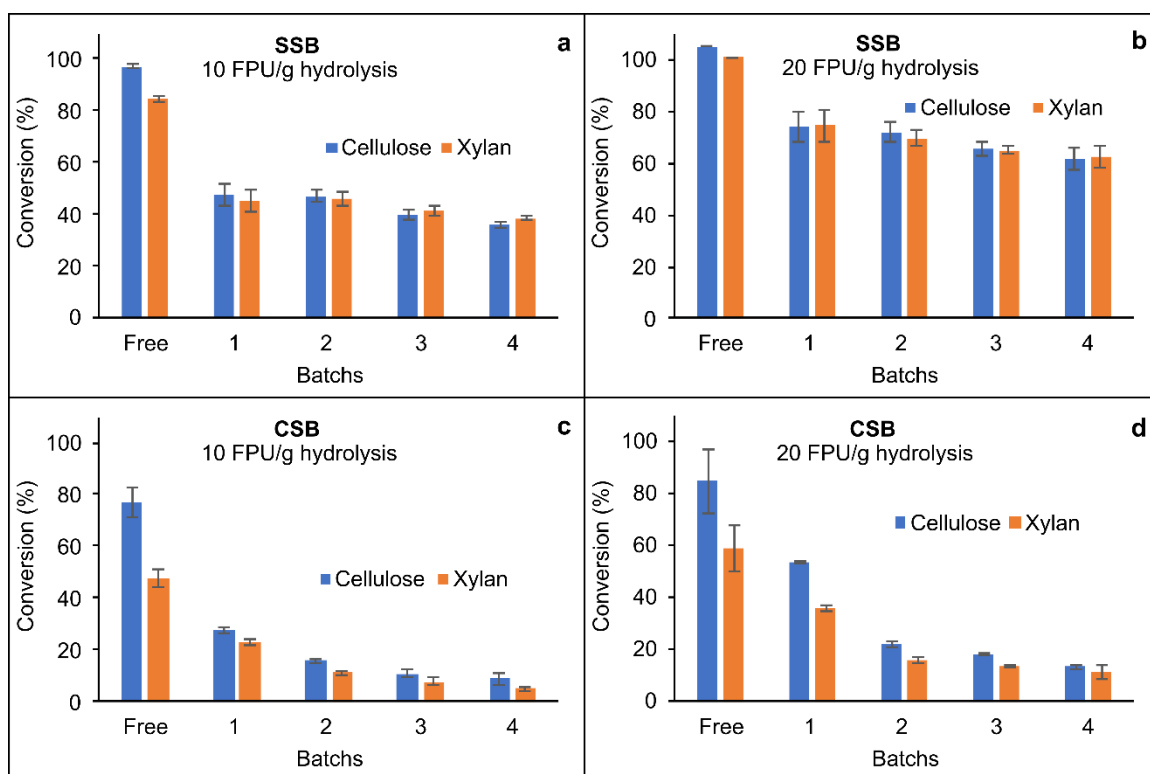 SSB
a
10 FPU/g hydrolysis
Conversion (%)
100
80
60
40
20
0
Cellulose Xylan
Free 1 2 3 4
Batchs
SSB
b
20 FPU/g hydrolysis
Conversion (%)
100
80
60
40
20
0
Cellulose Xylan
Free 1 2 3 4
Batchs
CSB
c
10 FPU/g hydrolysis
Conversion (%)
100
80
60
40
20
0
Cellulose Xylan
Free 1 2 3 4
Batchs
CSB
d
20 FPU/g hydrolysis
Conversion (%)
100
80
60
40
20
0
Cellulose Xylan
Free 1 2 3 4
Batchs